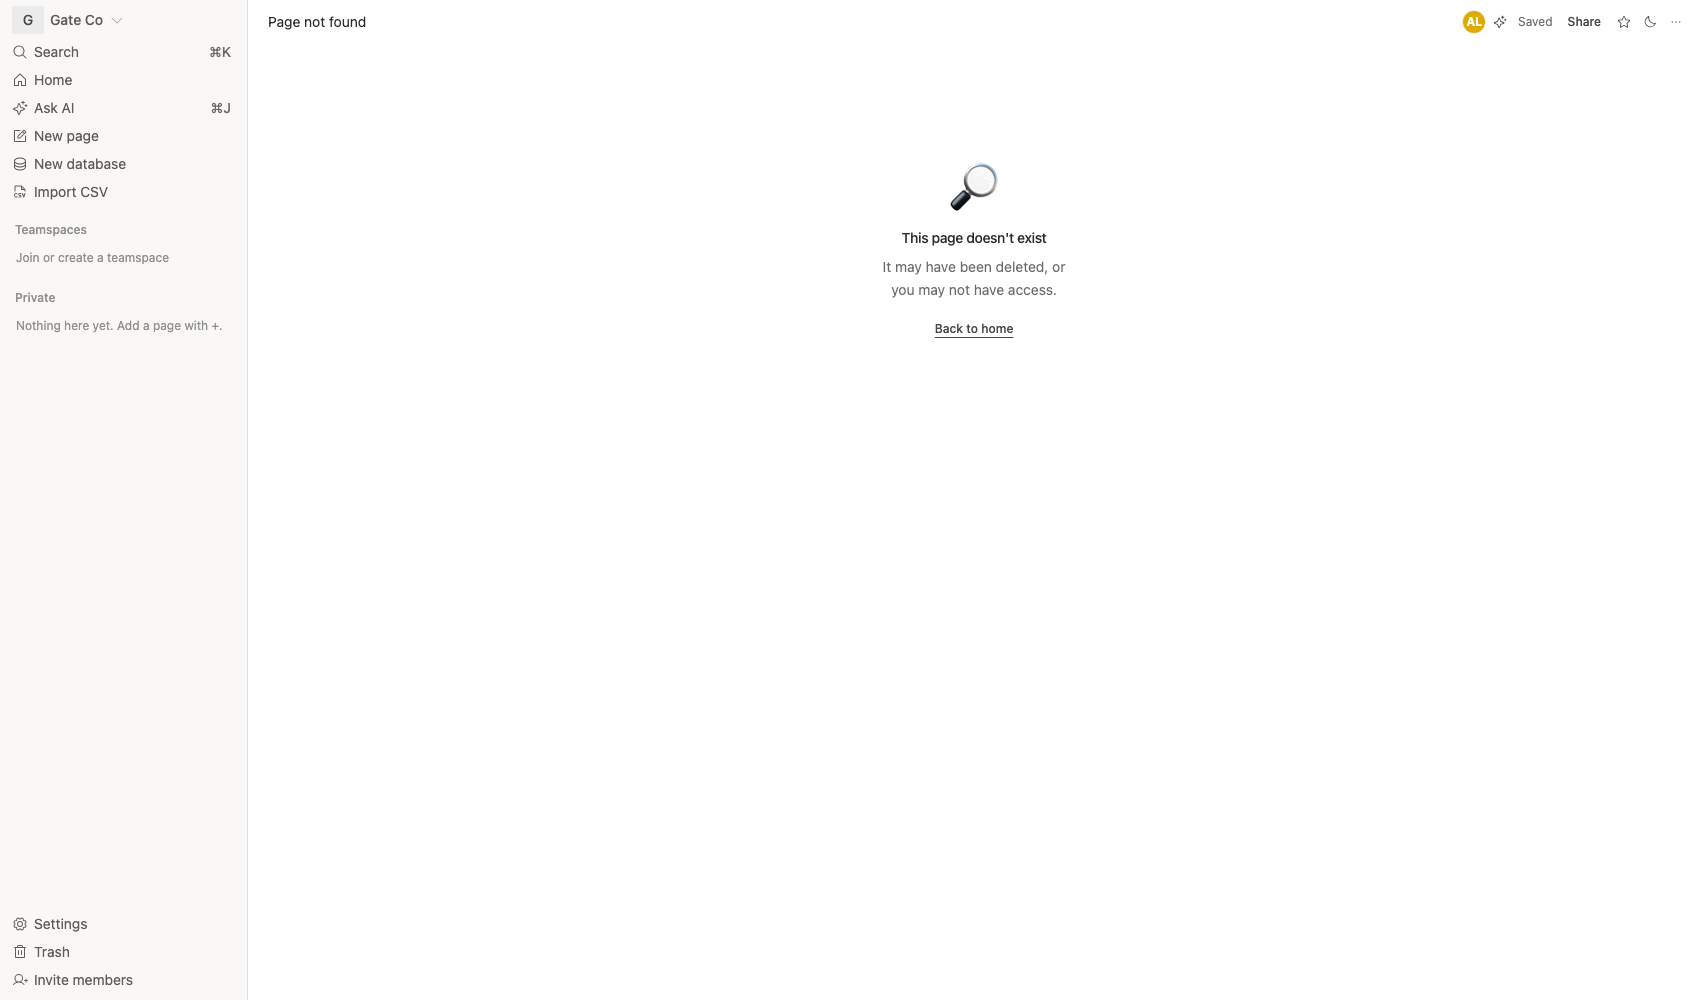 G Gate Co
Search ⌘K
Home
Ask AI ⌘J
New page
New database
CSV Import CSV
Teamspaces
Join or create a teamspace
Private
Nothing here yet. Add a page with +.
Settings
Trash
Invite members
Page not found
AL Saved Share
This page doesn't exist
It may have been deleted, or
you may not have access.
Back to home